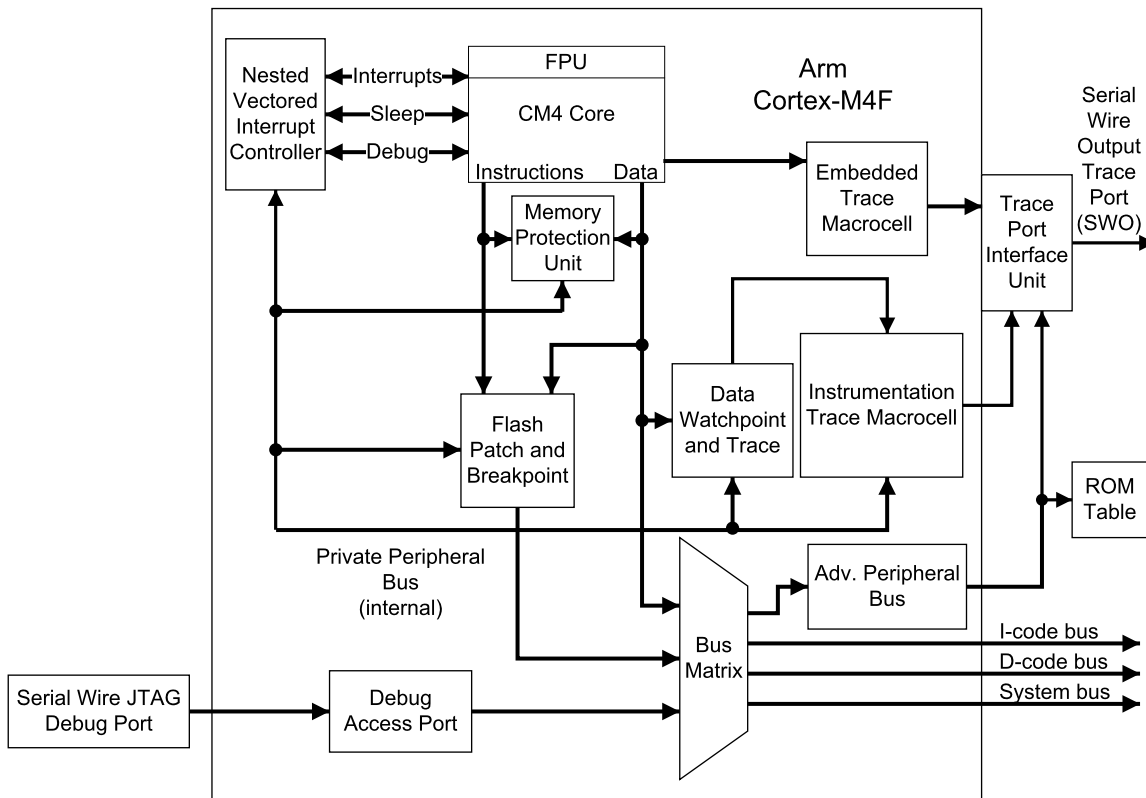 Nested
Vectored
Interrupt
Controller
Interrupts
Sleep
Debug
FPU
CM4 Core
Instructions
Data
Arm
Cortex-M4F
Memory
Protection
Unit
Embedded
Trace
Macrocell
Trace
Port
Interface
Unit
Serial
Wire
Output
Trace
Port
(SWO)
Flash
Patch and
Breakpoint
Data
Watchpoint
and Trace
Instrumentation
Trace Macrocell
ROM
Table
Private Peripheral
Bus
(internal)
Adv. Peripheral
Bus
Bus
Matrix
I-code bus
D-code bus
System bus
Serial Wire JTAG
Debug Port
Debug
Access Port